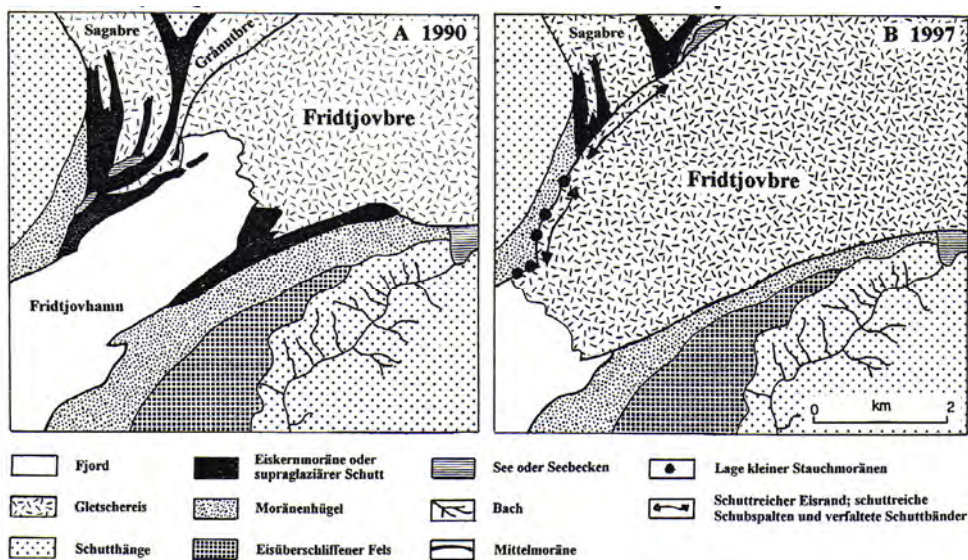 A 1990
Sagabre
Grånutbre
Fridtjovbre
Fridtjovhamn
B 1997
Sagabre
Fridtjovbre
0 km 2
Fjord
Gletschereis
Schutthänge
Eiskernmoräne oder
supraglaziärer Schutt
Moränenhügel
Eisüberschliffener Fels
See oder Seebecken
Bach
Mittelmoräne
Lage kleiner Stauchmoränen
Schuttreicher Eisrand; schuttreiche
Schubspalten und verfaltete Schuttbänder